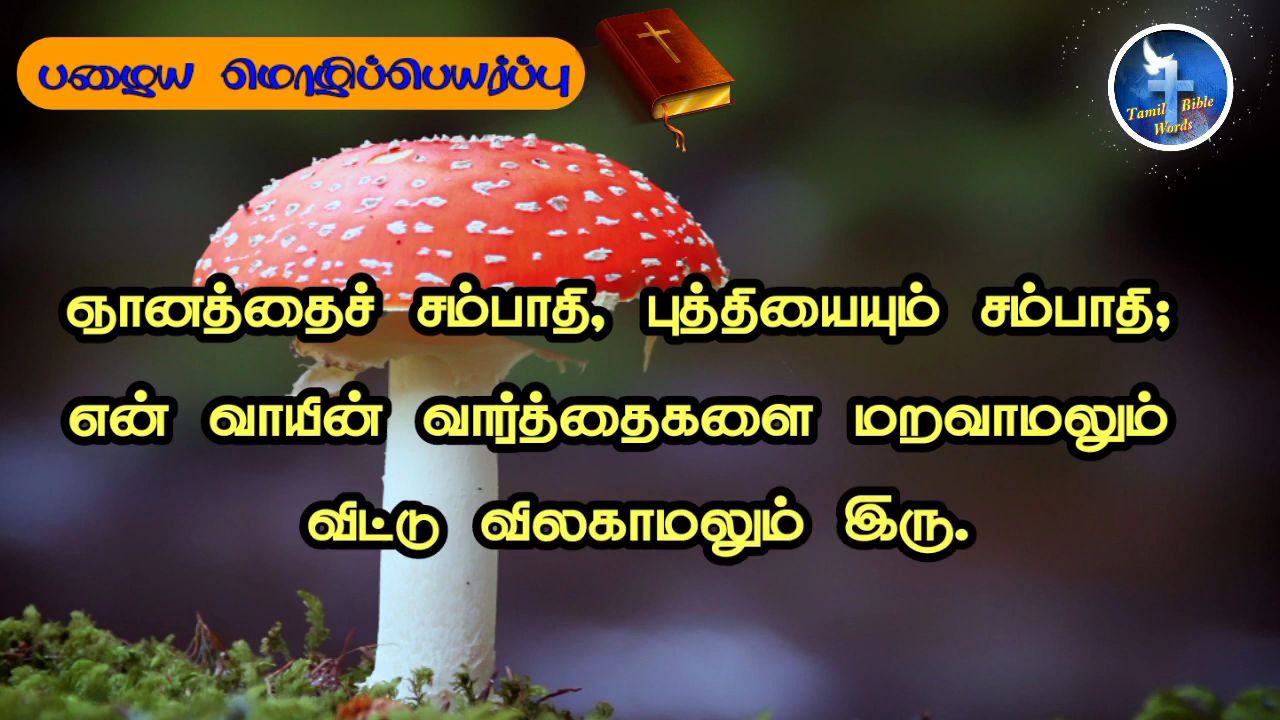 பழைய மொழிப்பெயர்ப்பு
Tamil Bible
Words
ஞானத்தைச் சம்பாதி, புத்தியையும் சம்பாதி;
என் வாயின் வார்த்தைகளை மறவாமலும்
விட்டு விலகாமலும் இரு.